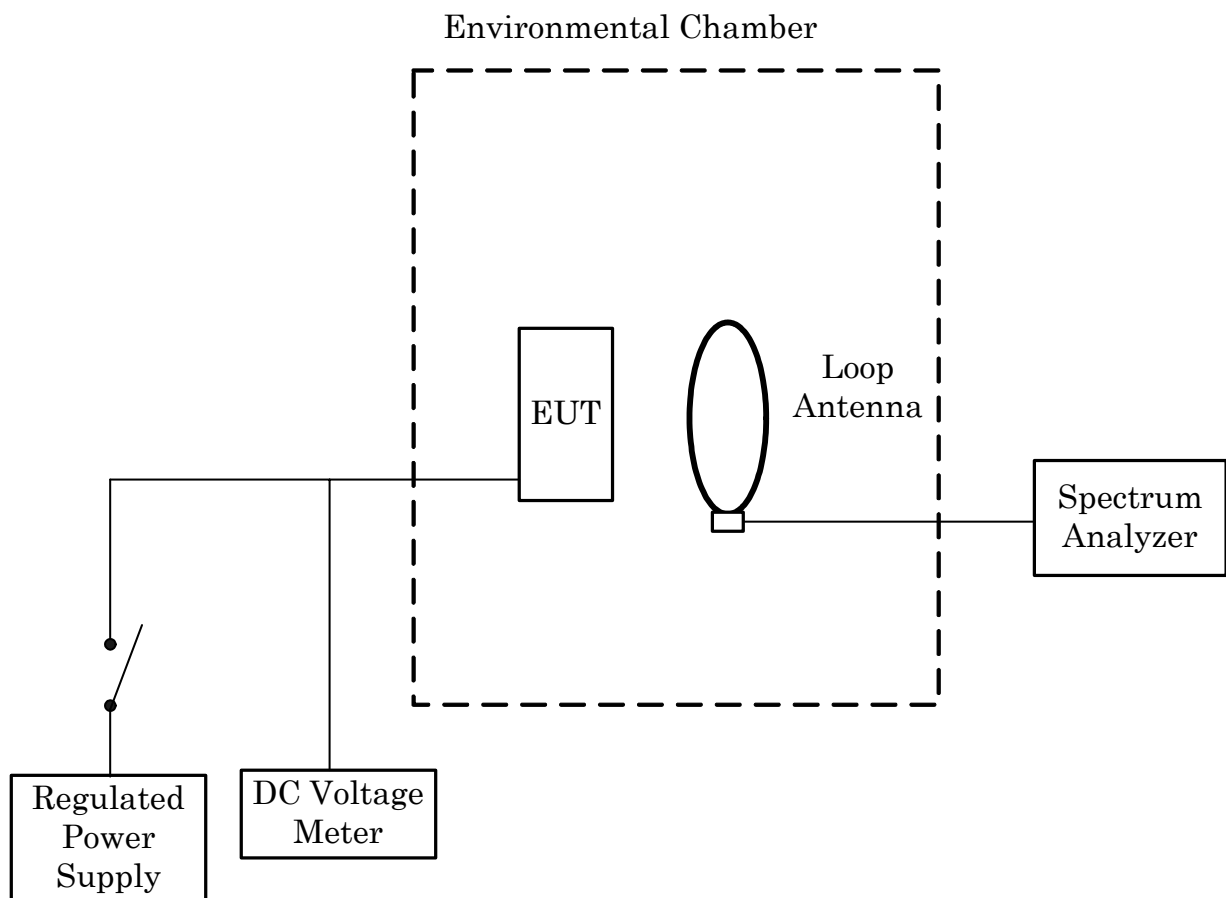 Environmental Chamber
EUT
Loop
Antenna
Spectrum
Analyzer
Regulated
Power
Supply
DC Voltage
Meter